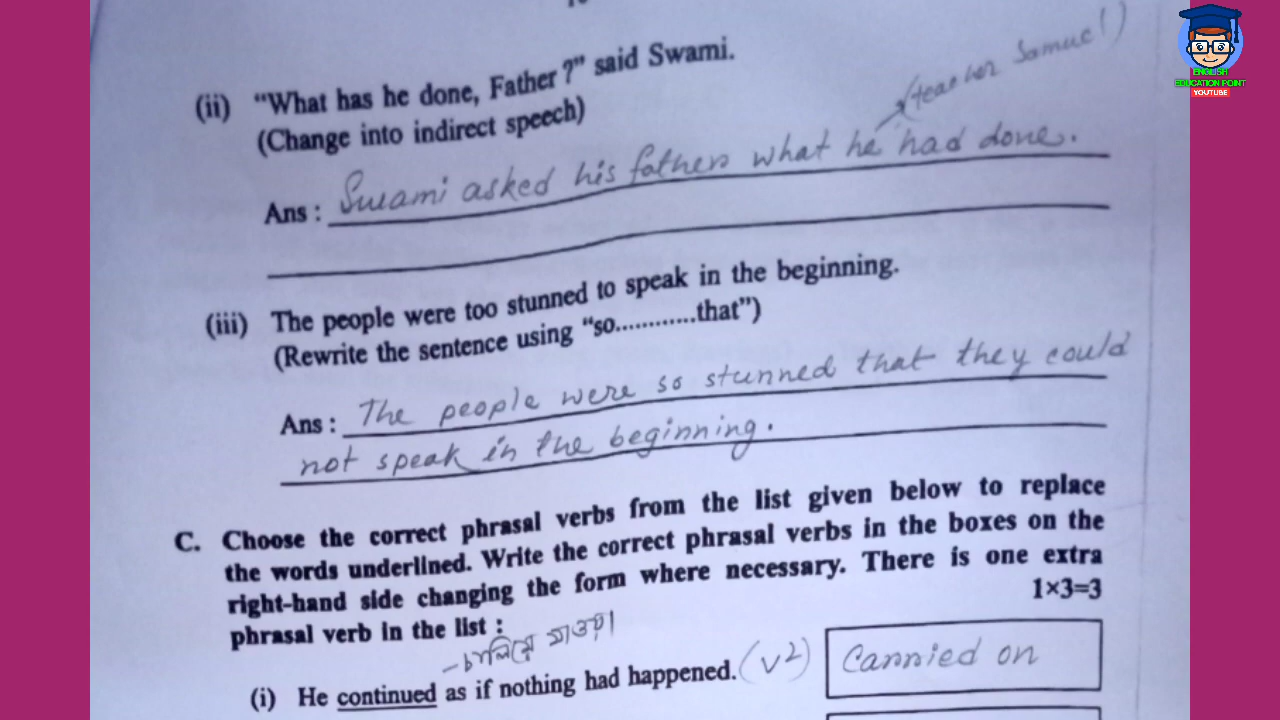 (ii) “What has he done, Father ?” said Swami.
(Change into indirect speech)
(teacher Samuel)
Ans : Swami asked his father what he had done.
(iii) The people were too stunned to speak in the beginning.
(Rewrite the sentence using “so............that”)
Ans : The people were so stunned that they could
not speak in the beginning.
C. Choose the correct phrasal verbs from the list given below to replace
the words underlined. Write the correct phrasal verbs in the boxes on the
right-hand side changing the form where necessary. There is one extra
phrasal verb in the list : 1×3=3
– চালিয়ে যাওয়া
(i) He continued as if nothing had happened. (V2) Carried on
ENGLISH
EDUCATION POINT
YOUTUBE